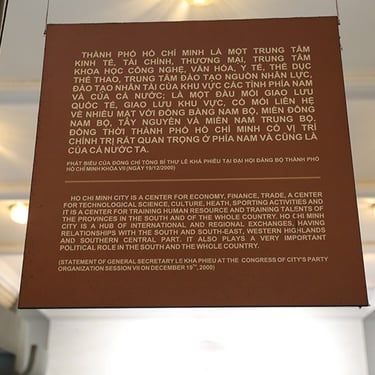 THÀNH PHỐ HỒ CHÍ MINH LÀ MỘT TRUNG TÂM
KINH TẾ, TÀI CHÍNH, THƯƠNG MẠI, TRUNG TÂM
KHOA HỌC CÔNG NGHỆ, VĂN HÓA, Y TẾ, THỂ DỤC
THỂ THAO, TRUNG TÂM ĐÀO TẠO NGUỒN NHÂN LỰC,
ĐÀO TẠO NHÂN TÀI CỦA KHU VỰC CÁC TỈNH PHÍA NAM
VÀ CỦA CẢ NƯỚC; LÀ MỘT ĐẦU MỐI GIAO LƯU
QUỐC TẾ, GIAO LƯU KHU VỰC, CÓ MỐI LIÊN HỆ
VỀ NHIỀU MẶT VỚI ĐỒNG BẰNG NAM BỘ, MIỀN ĐÔNG
NAM BỘ, TÂY NGUYÊN VÀ MIỀN NAM TRUNG BỘ.
ĐỒNG THỜI THÀNH PHỐ HỒ CHÍ MINH CÓ VỊ TRÍ
CHÍNH TRỊ RẤT QUAN TRỌNG Ở PHÍA NAM VÀ CŨNG LÀ
CỦA CẢ NƯỚC TA.
PHÁT BIỂU CỦA ĐỒNG CHÍ TỔNG BÍ THƯ LÊ KHẢ PHIÊU TẠI ĐẠI HỘI ĐẢNG BỘ THÀNH PHỐ
HỒ CHÍ MINH KHÓA VII (NGÀY 19/12/2000)
HO CHI MINH CITY IS A CENTER FOR ECONOMY, FINANCE, TRADE, A CENTER
FOR TECHNOLOGICAL SCIENCE, CULTURE, HEATH, SPORTING ACTIVITIES AND
IT IS A CENTER FOR TRAINING HUMAN RESOURCE AND TRAINING TALENTS OF
THE PROVINCES IN THE SOUTH AND OF THE WHOLE COUNTRY. HO CHI MINH
CITY IS A HUB OF INTERNATIONAL AND REGIONAL EXCHANGES, HAVING
RELATIONSHIPS WITH THE SOUTH AND SOUTH-EAST, WESTERN HIGHLANDS
AND SOUTHERN CENTRAL PART. IT ALSO PLAYS A VERY IMPORTANT
POLITICAL ROLE IN THE SOUTH AND THE WHOLE COUNTRY.
(STATEMENT OF GENERAL SECRETARY LE KHA PHIEU AT THE CONGRESS OF CITY'S PARTY
ORGANIZATION SESSION VII ON DECEMBER 19TH, 2000)